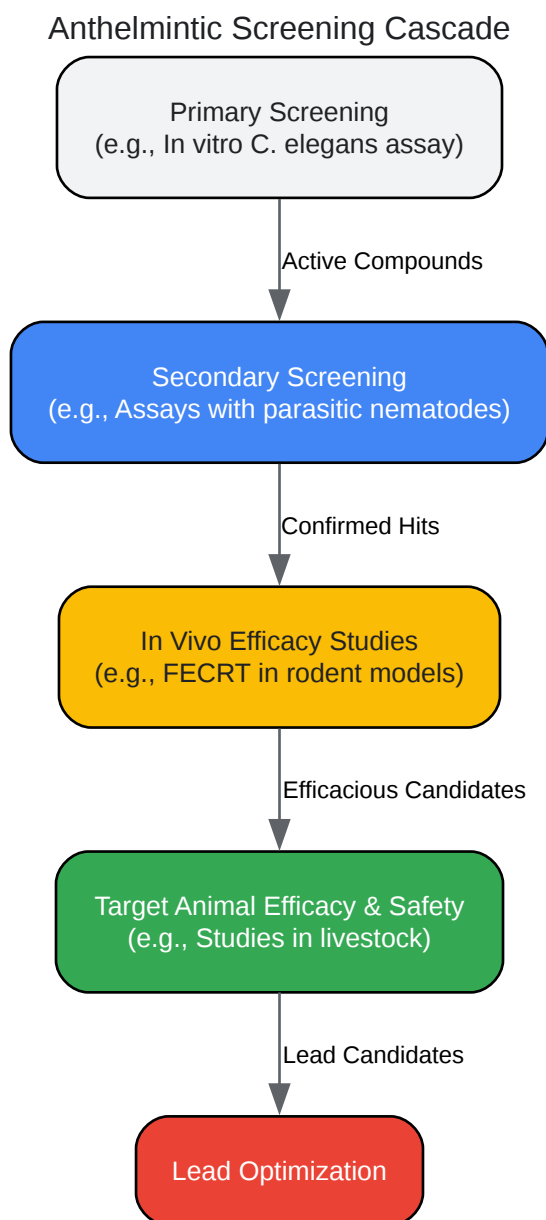 Anthelmintic Screening Cascade
Primary Screening
(e.g., In vitro C. elegans assay)
Active Compounds
Secondary Screening
(e.g., Assays with parasitic nematodes)
Confirmed Hits
In Vivo Efficacy Studies
(e.g., FECRT in rodent models)
Efficacious Candidates
Target Animal Efficacy & Safety
(e.g., Studies in livestock)
Lead Candidates
Lead Optimization